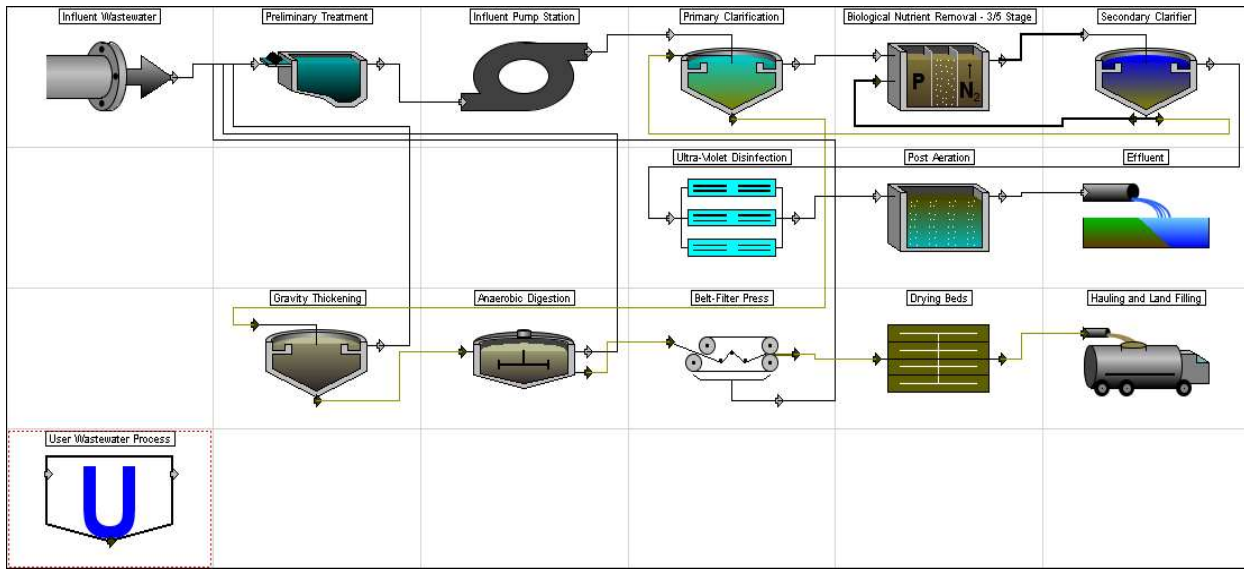 Influent Wastewater
Preliminary Treatment
Influent Pump Station
Primary Clarification
Biological Nutrient Removal - 3/5 Stage
Secondary Clarifier
P
N2
Ultra-Violet Disinfection
Post Aeration
Effluent
Gravity Thickening
Anaerobic Digestion
Belt-Filter Press
Drying Beds
Hauling and Land Filling
User Wastewater Process
U